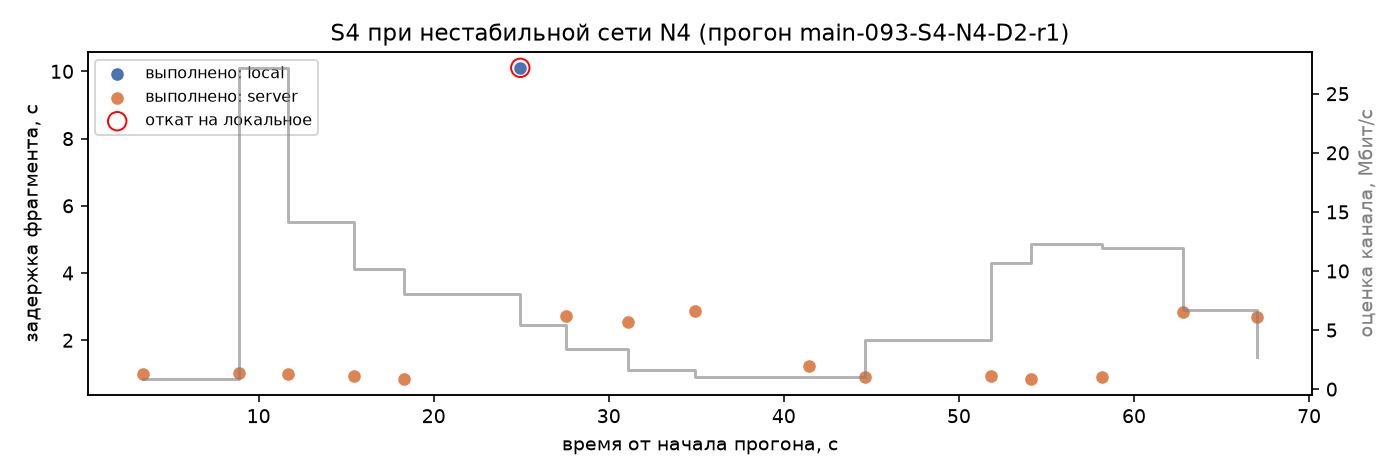 S4 при нестабильной сети N4 (прогон main-093-S4-N4-D2-r1)
выполнено: local
выполнено: server
откат на локальное
задержка фрагмента, с
10
8
6
4
2
оценка канала, Мбит/с
25
20
15
10
5
0
10 20 30 40 50 60 70
время от начала прогона, с